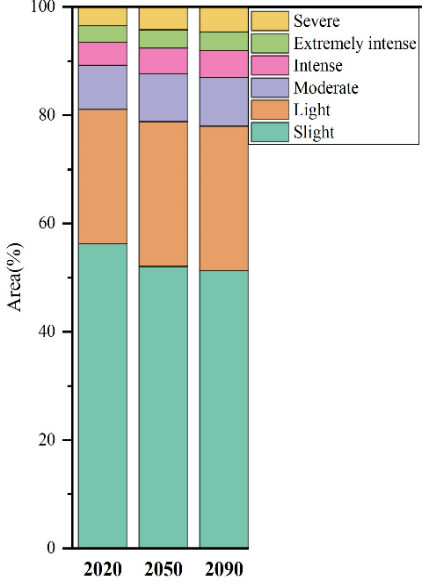 100
80
60
40
20
0
Area(%)
Severe
Extremely intense
Intense
Moderate
Light
Slight
2020 2050 2090